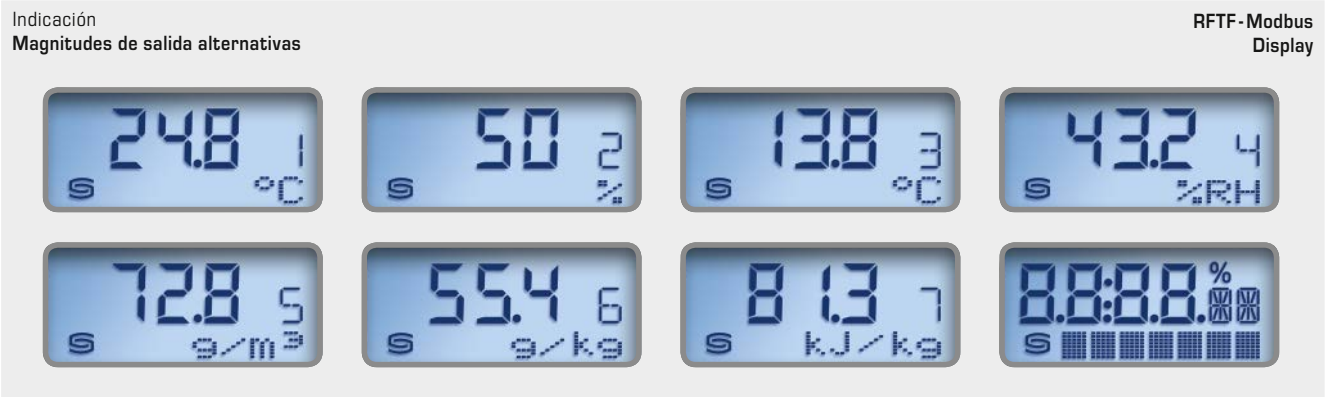 Indicación
Magnitudes de salida alternativas
RFTF-Modbus
Display
24.8 1
°C
50 2
%
13.8 3
°C
43.2 4
%RH
72.8 5
g/m³
55.4 6
g/kg
81.3 7
kJ/kg
8.8:8.8.%